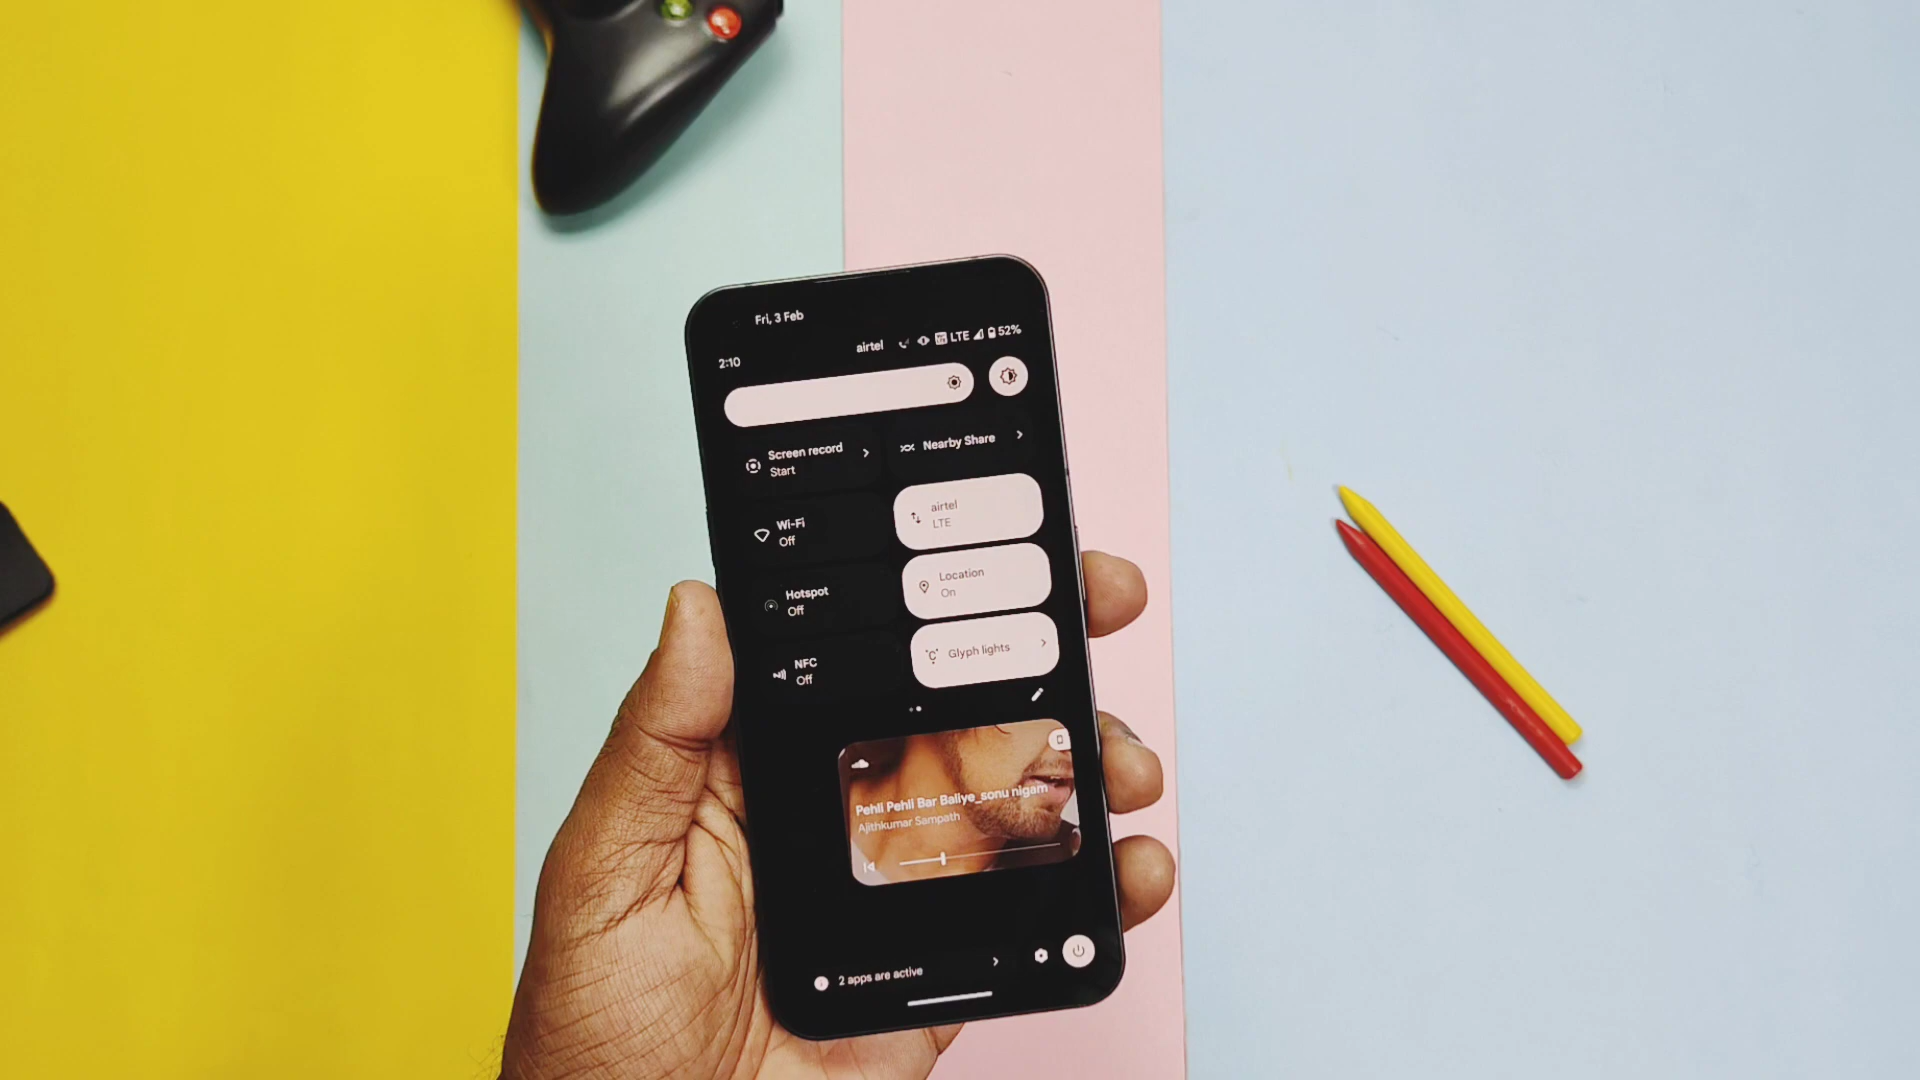 Fri, 3 Feb
2:10
airtel
LTE
52%
Screen record
Start
Nearby Share
Wi-Fi
Off
airtel
LTE
Hotspot
Off
Location
On
NFC
Off
Glyph lights
Pehli Pehli Bar Baliye_sonu nigam
Ajithkumar Sampath
2 apps are active